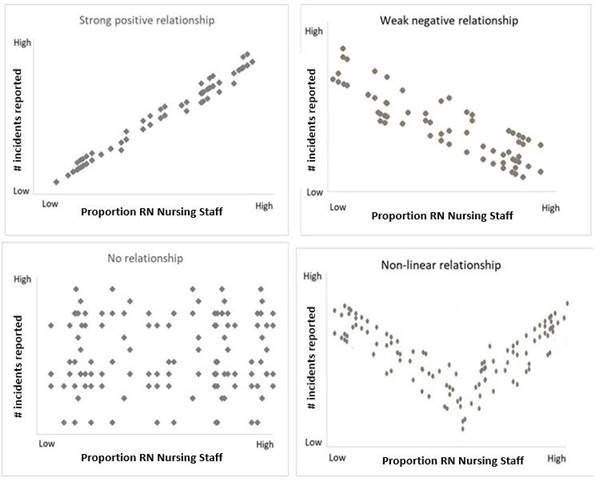 Strong positive relationship
High
# incidents reported
Low
Low
High
Proportion RN Nursing Staff
Weak negative relationship
High
# incidents reported
Low
Low
High
Proportion RN Nursing Staff
No relationship
High
# incidents reported
Low
Low
High
Proportion RN Nursing Staff
Non-linear relationship
High
# incidents reported
Low
Low
High
Proportion RN Nursing Staff